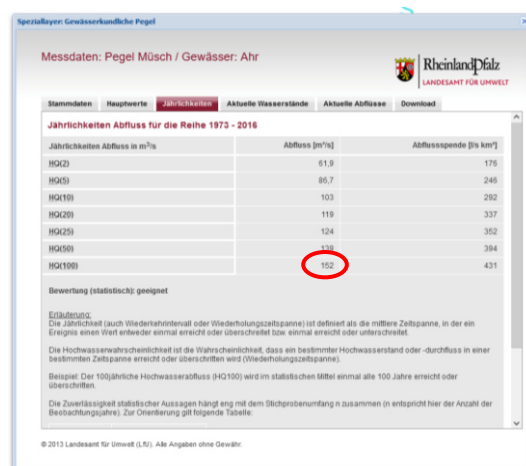 Speziallayer: Gewässerkundliche Pegel
Messdaten: Pegel Müsch / Gewässer: Ahr
RheinlandPfalz
LANDESAMT FÜR UMWELT
Stammdaten Hauptwerte Jährlichkeiten Aktuelle Wasserstände Aktuelle Abflüsse Download
Jährlichkeiten Abfluss für die Reihe 1973 - 2016
Jährlichkeiten Abfluss in m³/s Abfluss [m³/s] Abflussspende [l/s km²]
HQ(2) 61,9 176
HQ(5) 86,7 246
HQ(10) 103 292
HQ(20) 119 337
HQ(25) 124 352
HQ(50) 139 394
HQ(100) 152 431
Bewertung (statistisch): geeignet
Erläuterung:
Die Jährlichkeit (auch Wiederkehrintervall oder Wiederholungszeitspanne) ist definiert als die mittlere Zeitspanne, in der ein
Ereignis einen Wert entweder einmal erreicht oder überschreitet bzw. einmal erreicht oder unterschreitet.
Die Hochwasserwahrscheinlichkeit ist die Wahrscheinlichkeit, dass ein bestimmter Hochwasserstand oder -durchfluss in einer
bestimmten Zeitspanne erreicht oder überschritten wird (Wiederholungszeitspanne).
Beispiel: Der 100jährliche Hochwasserabfluss (HQ100) wird im statistischen Mittel einmal alle 100 Jahre erreicht oder
überschritten.
Die Zuverlässigkeit statistischer Aussagen hängt eng mit dem Stichprobenumfang n zusammen (n entspricht hier der Anzahl der
Beobachtungsjahre). Zur Orientierung gilt folgende Tabelle:
© 2013 Landesamt für Umwelt (LfU). Alle Angaben ohne Gewähr.